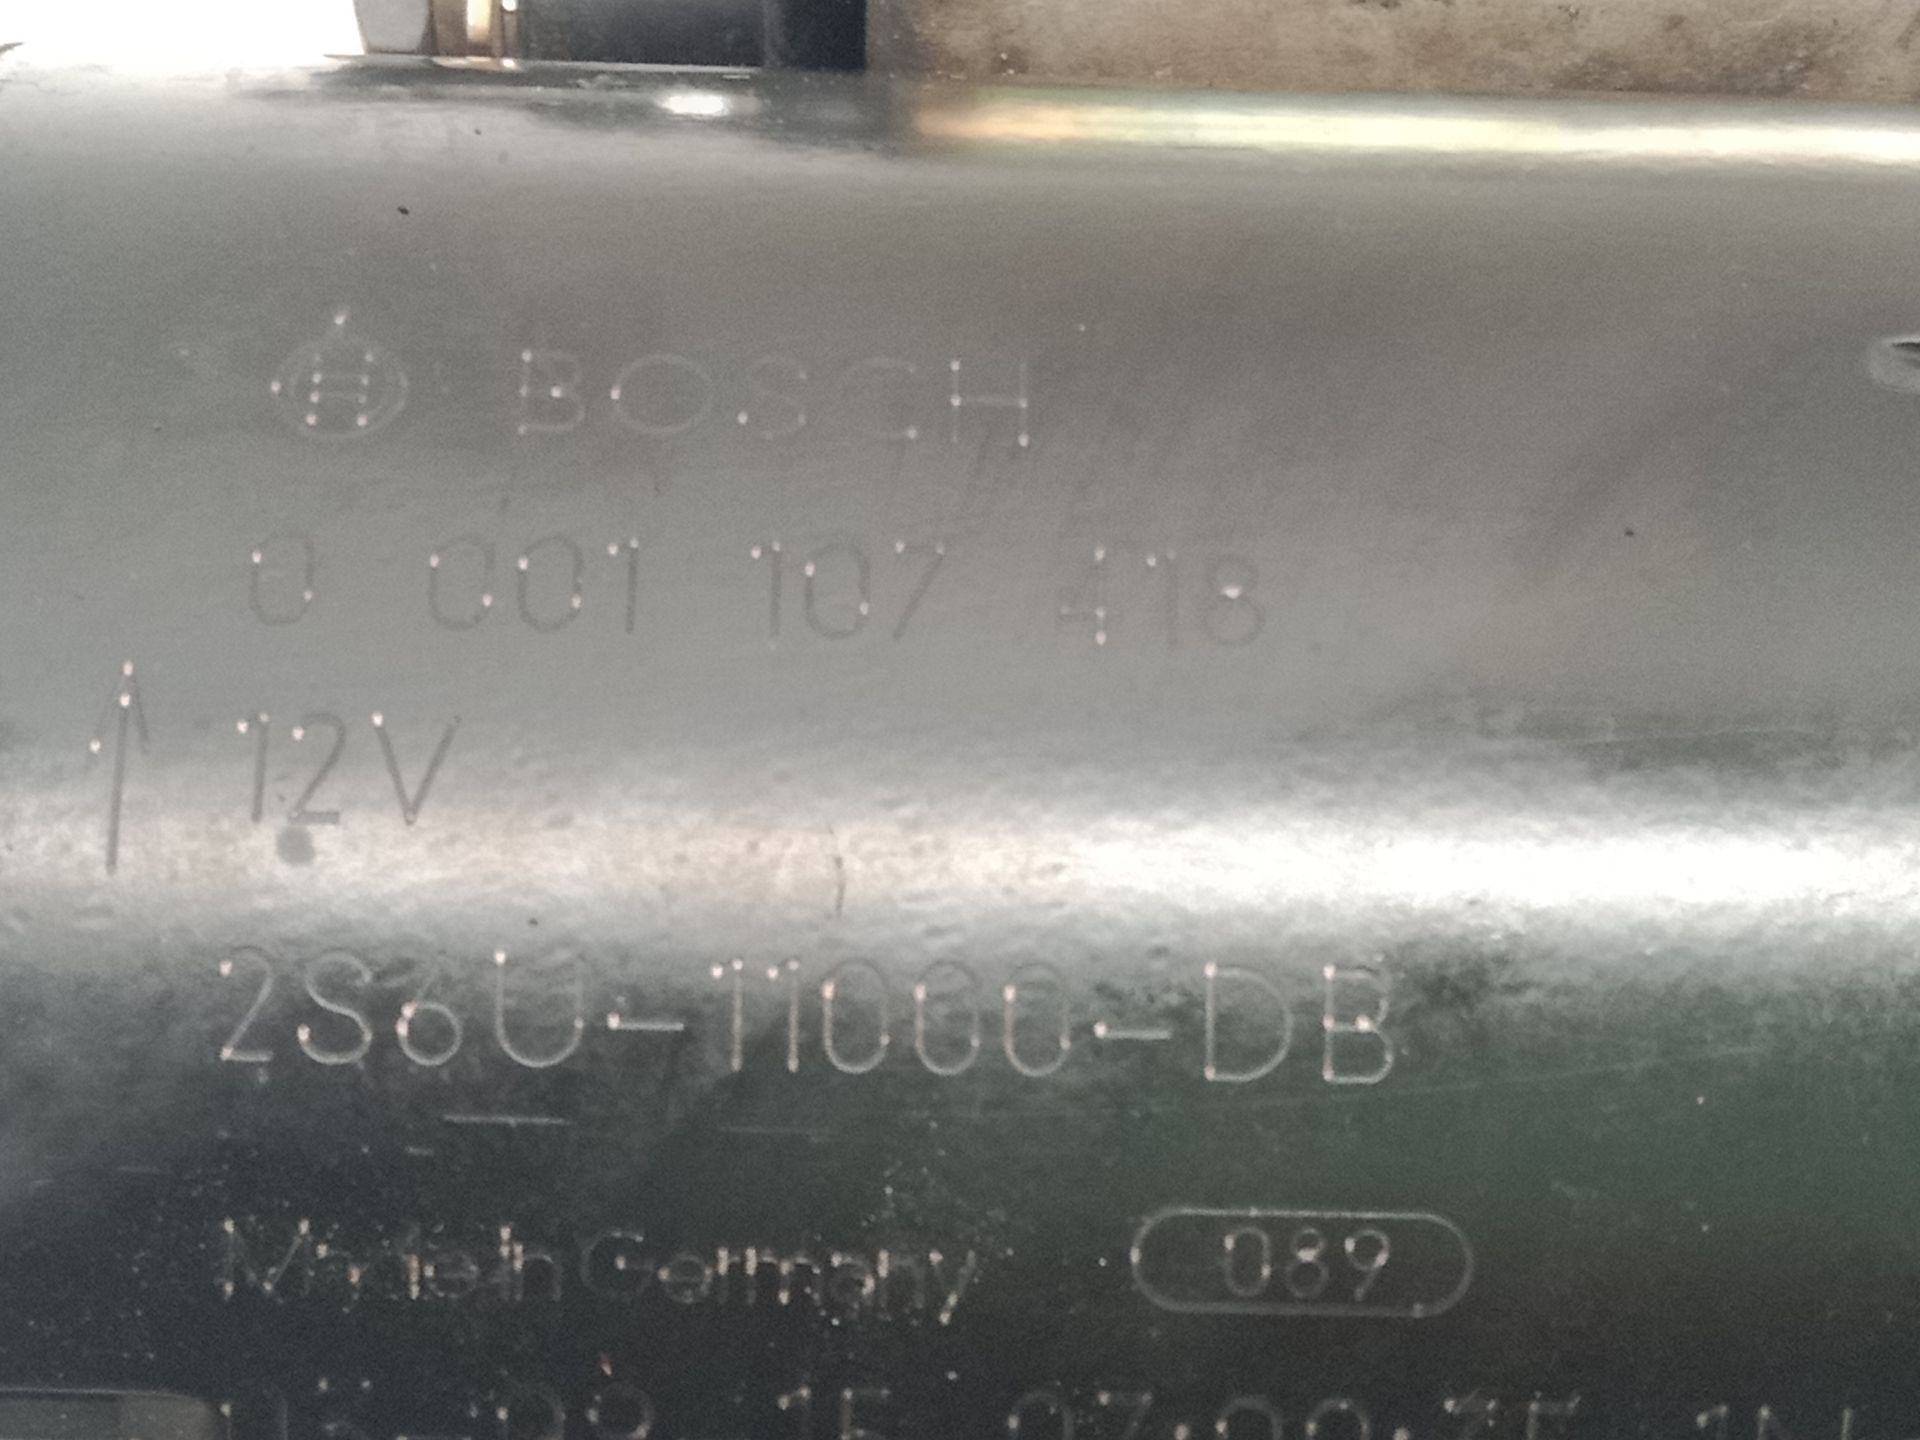 BOSCH
0 001 107 418
12V
2S6U-11000-DB
Made in Germany 089